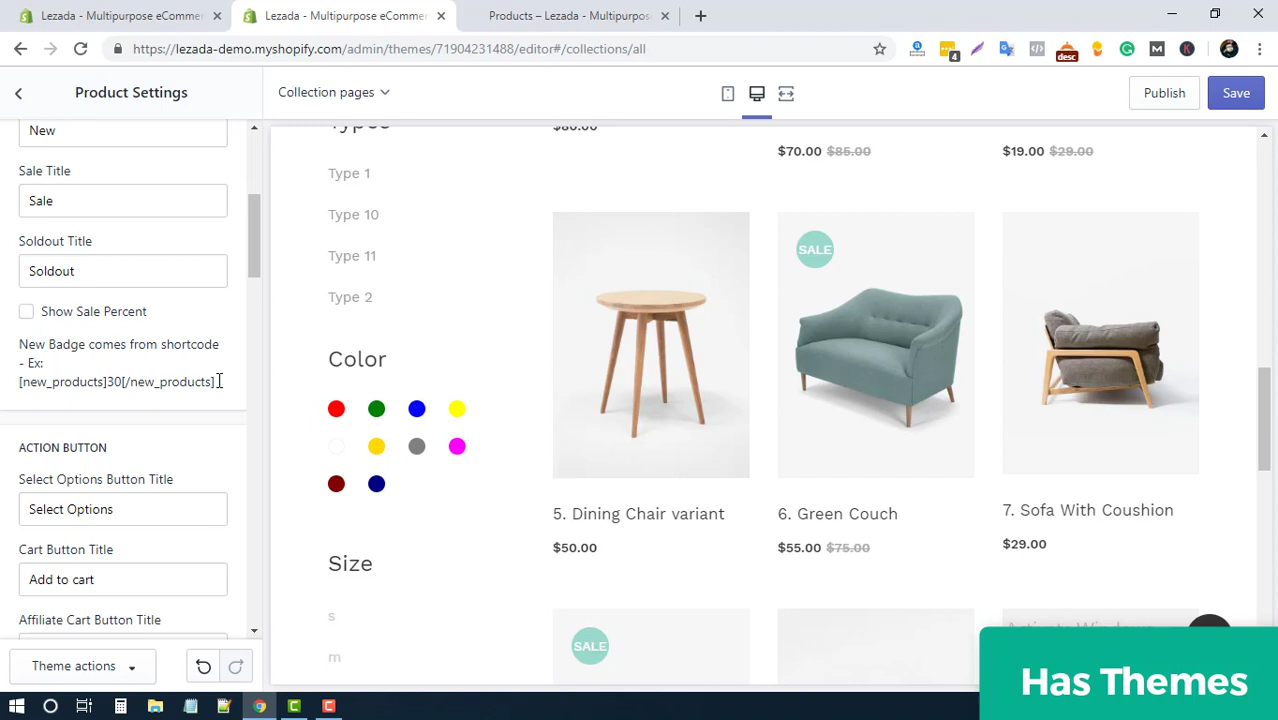 Lezada - Multipurpose eComme
Lezada - Multipurpose eComme
Products – Lezada - Multipurpos
https://lezada-demo.myshopify.com/admin/themes/71904231488/editor#/collections/all
4
desc
M
K
Product Settings
Collection pages
Publish
Save
New
Sale Title
Sale
Soldout Title
Soldout
Show Sale Percent
New Badge comes from shortcode
- Ex:
[new_products]30[/new_products]
ACTION BUTTON
Select Options Button Title
Select Options
Cart Button Title
Add to cart
Affiliate Cart Button Title
Theme actions
Types
Type 1
Type 10
Type 11
Type 2
Color
Size
s
m
$80.00
$70.00 $85.00
$19.00 $29.00
SALE
5. Dining Chair variant
$50.00
6. Green Couch
$55.00 $75.00
7. Sofa With Coushion
$29.00
SALE
Activate Windows
Has Themes